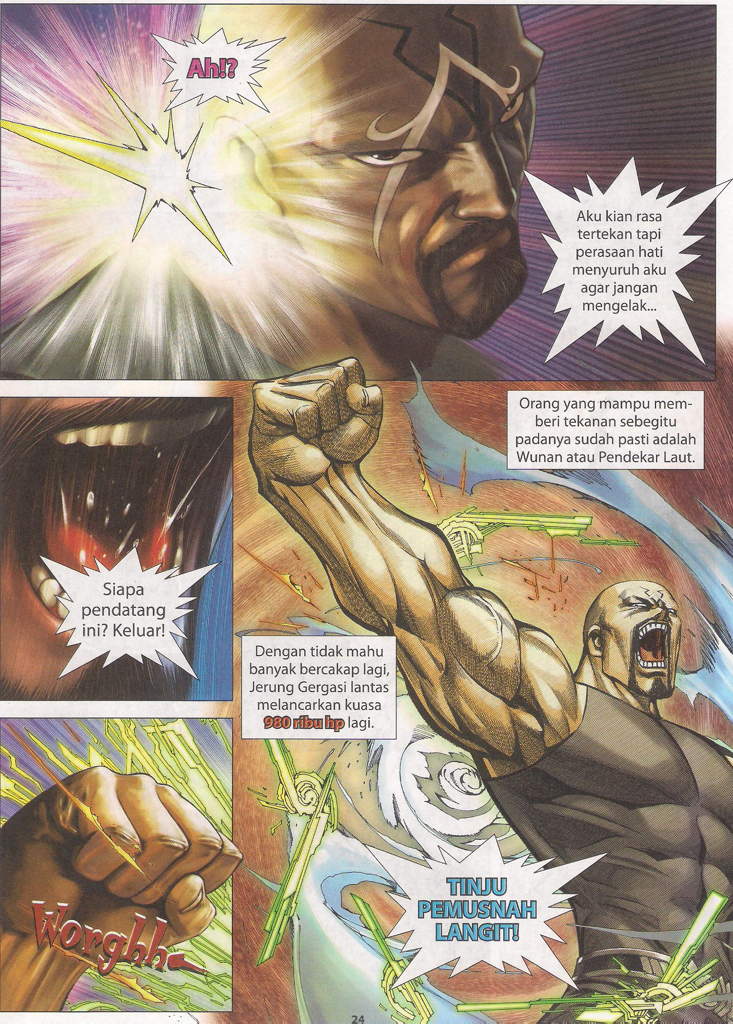 Ah!?
Aku kian rasa
tertekan tapi
perasaan hati
menyuruh aku
agar jangan
mengelak...
Orang yang mampu mem-
beri tekanan sebegitu
padanya sudah pasti adalah
Wunan atau Pendekar Laut.
Siapa
pendatang
ini? Keluar!
Dengan tidak mahu
banyak bercakap lagi,
Jerung Gergasi lantas
melancarkan kuasa
980 ribu hp lagi.
Worghh
TINJU
PEMUSNAH
LANGIT!
24